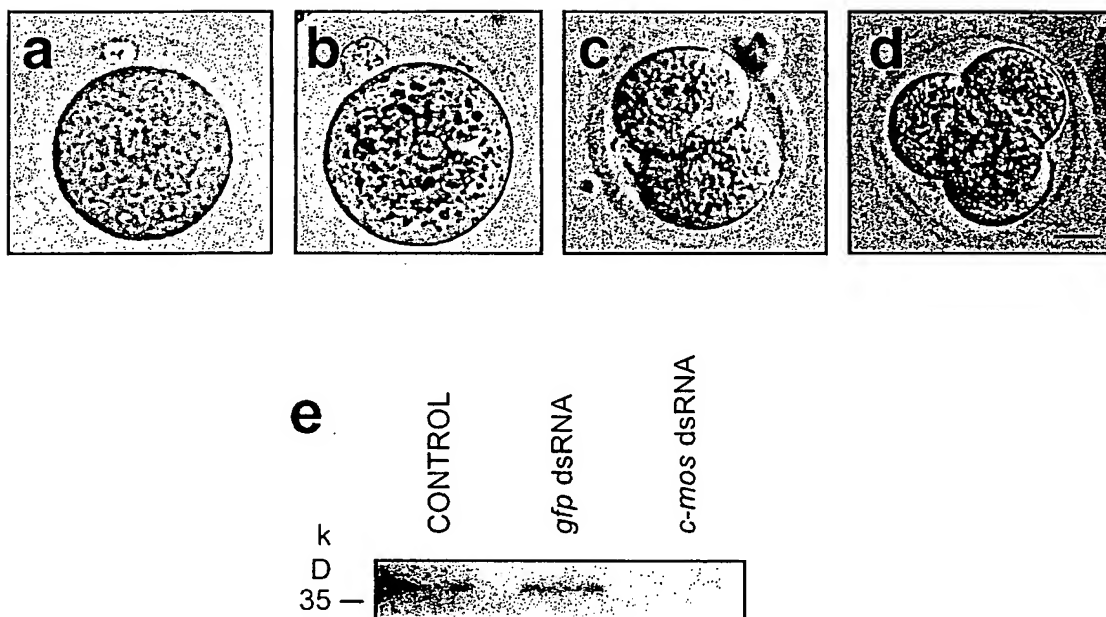 a b c d
e
CONTROL
gfp dsRNA
c-mos dsRNA
k
D
35